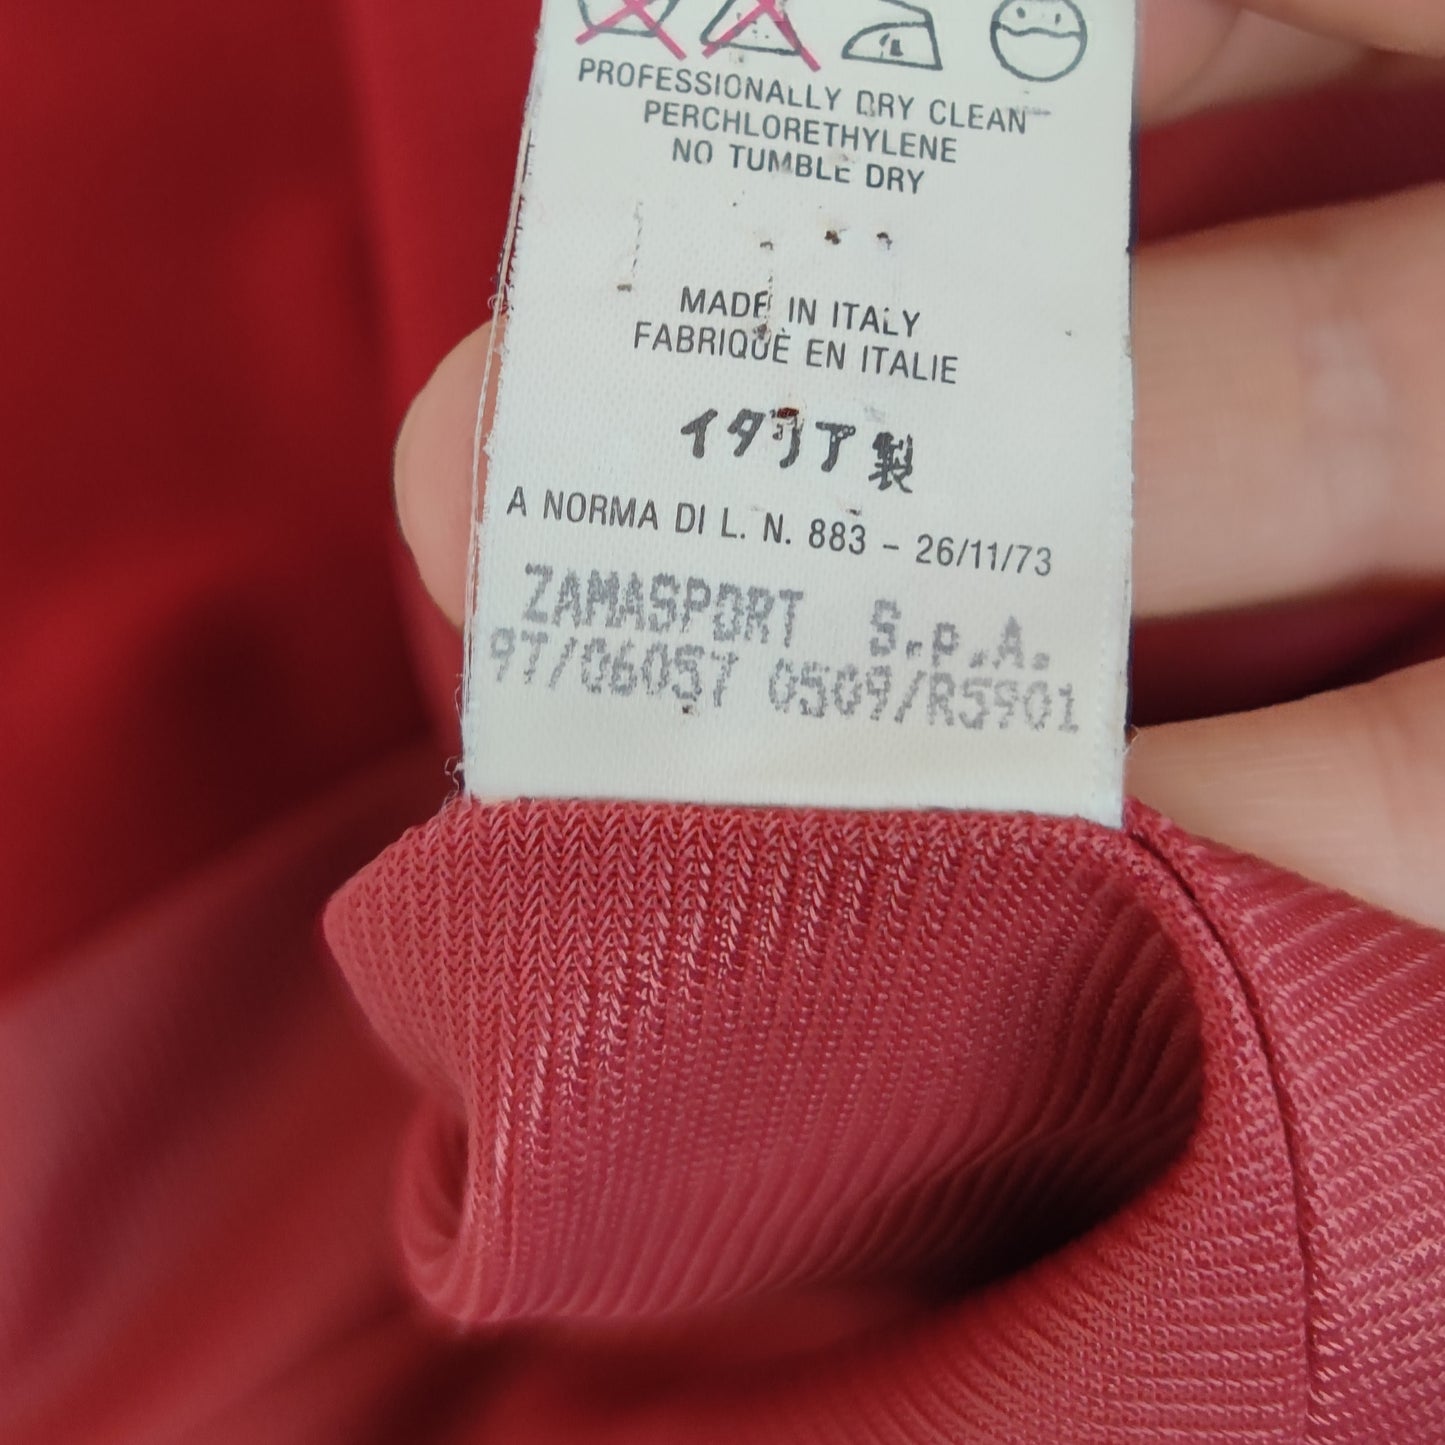 PROFESSIONALLY DRY CLEAN
PERCHLORETHYLENE
NO TUMBLE DRY
MADE IN ITALY
FABRIQUÈ EN ITALIE
イタリア製
A NORMA DI L. N. 883 - 26/11/73
ZAMASPORT S.p.A.
97/06057 0509/R5901